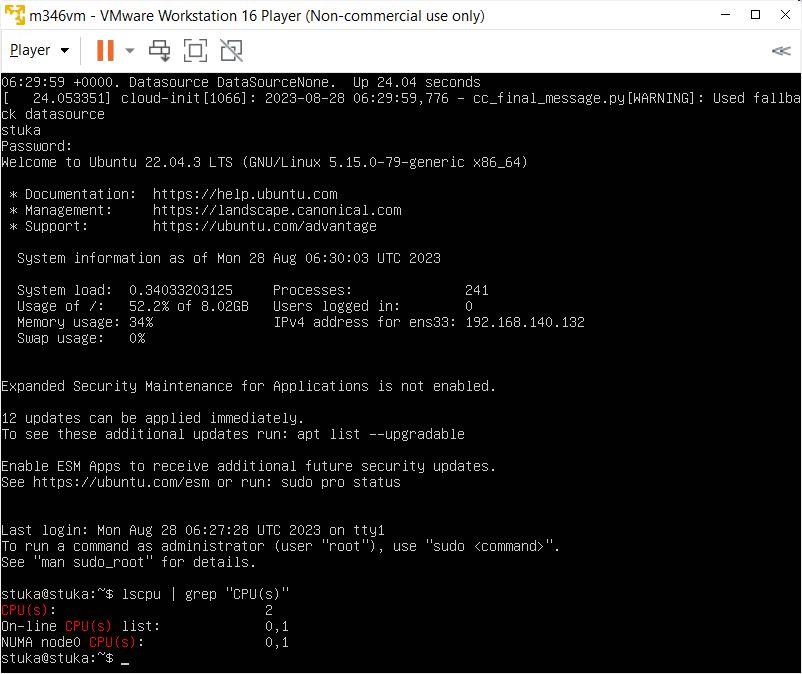 m346vm - VMware Workstation 16 Player (Non-commercial use only)
Player
06:29:59 +0000. Datasource DataSourceNone.  Up 24.04 seconds
[   24.053351] cloud-init[1066]: 2023-08-28 06:29:59,776 - cc_final_message.py[WARNING]: Used fallba
ck datasource
stuka
Password:
Welcome to Ubuntu 22.04.3 LTS (GNU/Linux 5.15.0-79-generic x86_64)
* Documentation:  https://help.ubuntu.com
* Management:     https://landscape.canonical.com
* Support:        https://ubuntu.com/advantage
System information as of Mon 28 Aug 06:30:03 UTC 2023
System load:  0.34033203125     Processes:              241
Usage of /:   52.2% of 8.02GB   Users logged in:        0
Memory usage: 34%               IPv4 address for ens33: 192.168.140.132
Swap usage:   0%
Expanded Security Maintenance for Applications is not enabled.
12 updates can be applied immediately.
To see these additional updates run: apt list --upgradable
Enable ESM Apps to receive additional future security updates.
See https://ubuntu.com/esm or run: sudo pro status
Last login: Mon Aug 28 06:27:28 UTC 2023 on tty1
To run a command as administrator (user "root"), use "sudo <command>".
See "man sudo_root" for details.
stuka@stuka:~$ lscpu | grep "CPU(s)"
CPU(s):                          2
On-line CPU(s) list:             0,1
NUMA node0 CPU(s):               0,1
stuka@stuka:~$ _